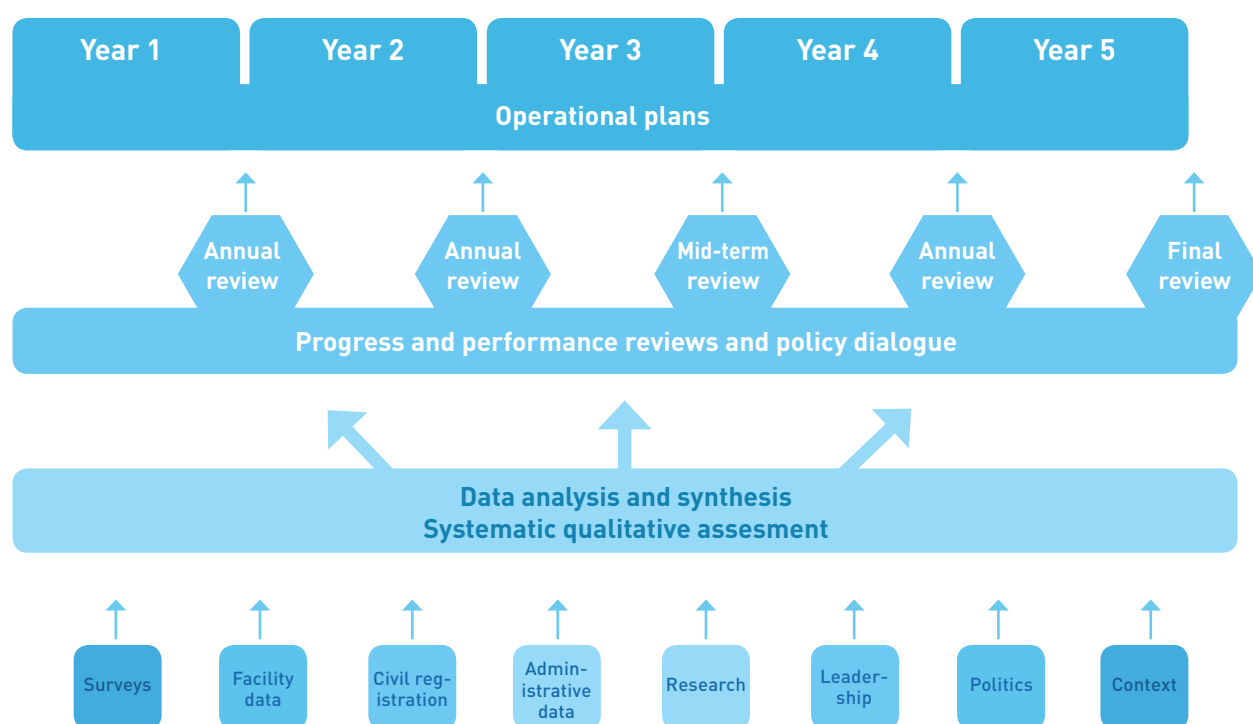 Year 1
Year 2
Year 3
Year 4
Year 5
Operational plans
Annual
review
Annual
review
Mid-term
review
Annual
review
Final
review
Progress and performance reviews and policy dialogue
Data analysis and synthesis
Systematic qualitative assesment
Surveys
Facility
data
Civil reg-
istration
Admin-
istrative
data
Research
Leader-
ship
Politics
Context